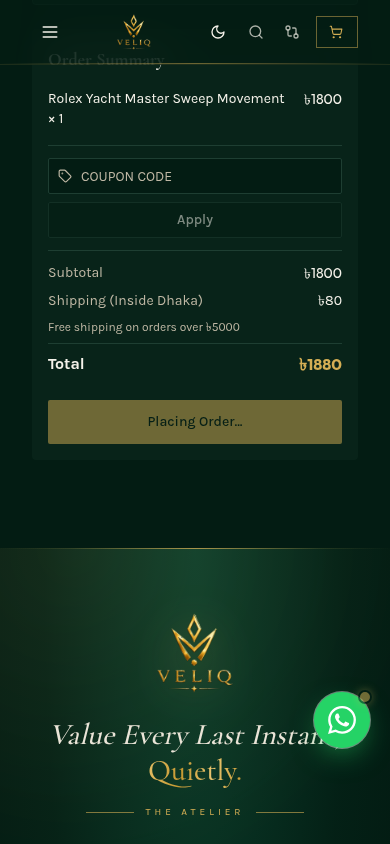 VELIQ
Order Summary
Rolex Yacht Master Sweep Movement
× 1
৳1800
COUPON CODE
Apply
Subtotal ৳1800
Shipping (Inside Dhaka) ৳80
Free shipping on orders over ৳5000
Total ৳1880
Placing Order...
VELIQ
Value Every Last Instant,
Quietly.
THE ATELIER